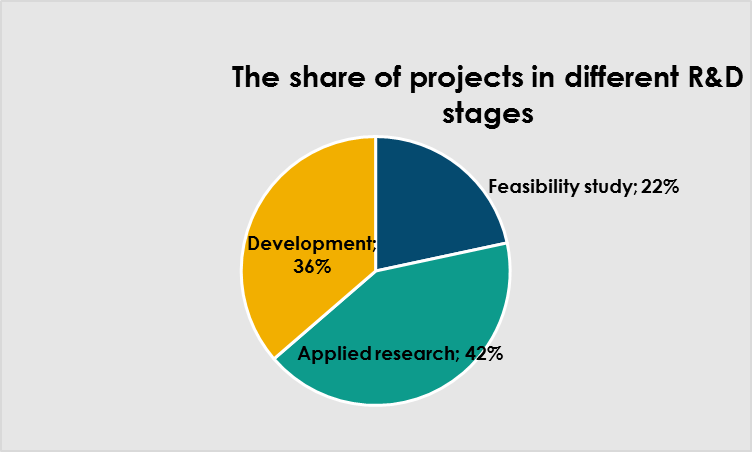 The share of projects in different R&D
stages
Feasibility study; 22%
Development;
36%
Applied research; 42%